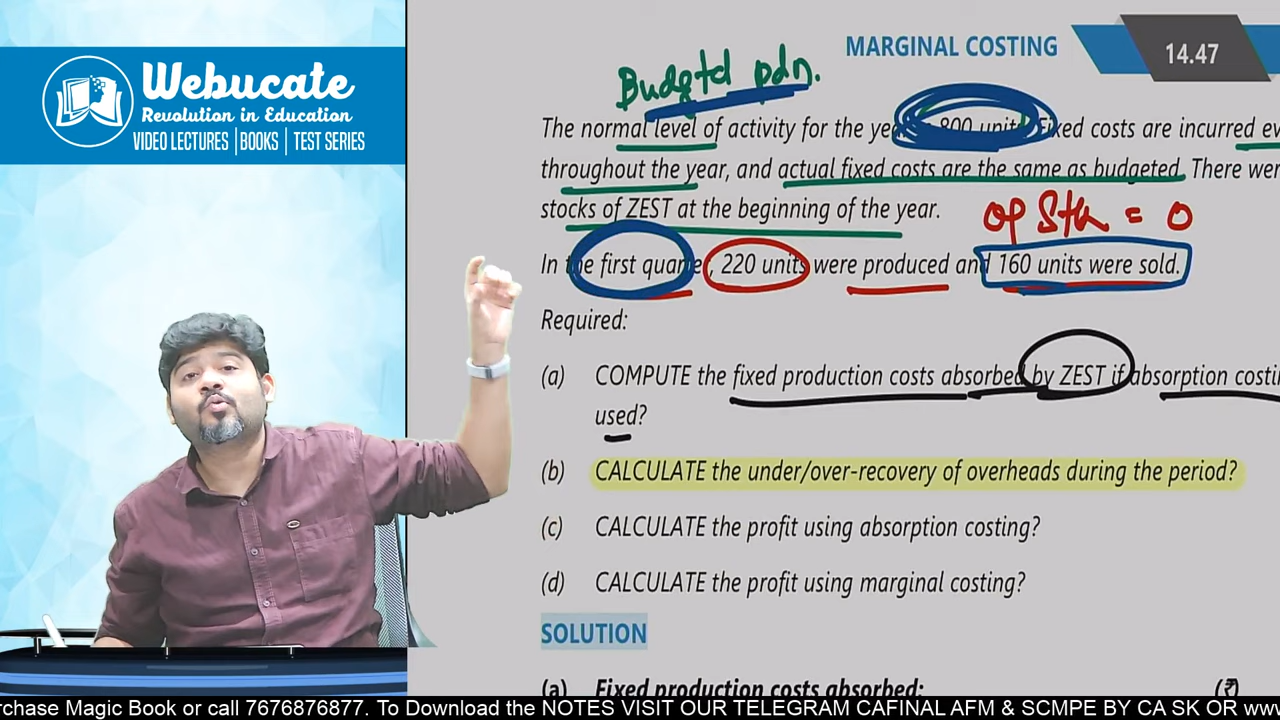 Webucate
Revolution in Education
VIDEO LECTURES | BOOKS | TEST SERIES
MARGINAL COSTING
14.47
Budgtd pdn.
The normal level of activity for the 800 units. Fixed costs are incurred
throughout the year, and actual fixed costs are the same as budgeted. There
stocks of ZEST at the beginning of the year.
op Stk = 0
In the first quarter, 220 units were produced and 160 units were sold.
Required:
(a) COMPUTE the fixed production costs absorbed by ZEST if absorption
used?
(b) CALCULATE the under/over-recovery of overheads during the period?
(c) CALCULATE the profit using absorption costing?
(d) CALCULATE the profit using marginal costing?
SOLUTION
(a) Fixed production costs absorbed: (₹)
Magic Book or call 7676876877. To Download the NOTES VISIT OUR TELEGRAM CAFINAL AFM & SCMPE BY CA SK OR